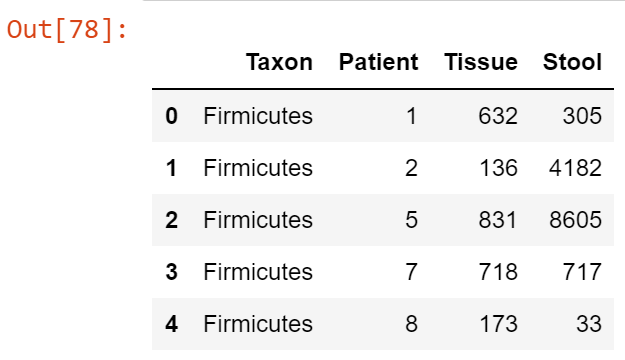 Out[78]:
Taxon Patient Tissue Stool
0 Firmicutes 1 632 305
1 Firmicutes 2 136 4182
2 Firmicutes 5 831 8605
3 Firmicutes 7 718 717
4 Firmicutes 8 173 33